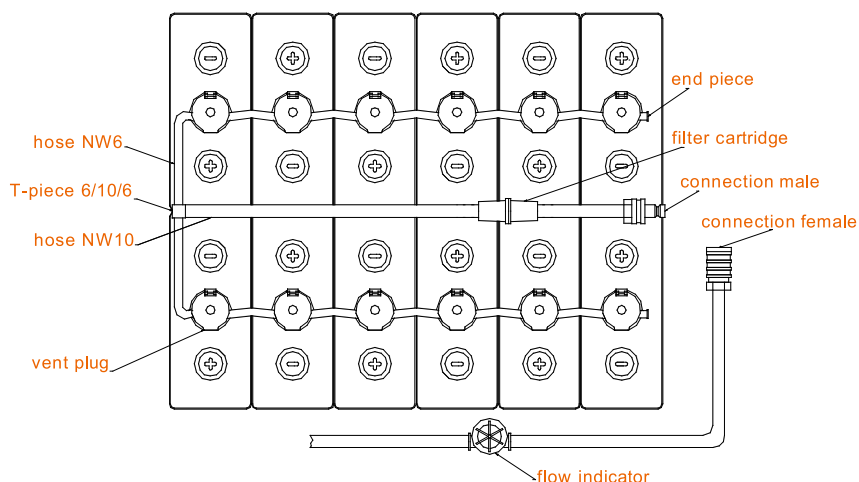 end piece
filter cartridge
hose NW6
connection male
T-piece 6/10/6
connection female
hose NW10
vent plug
flow indicator